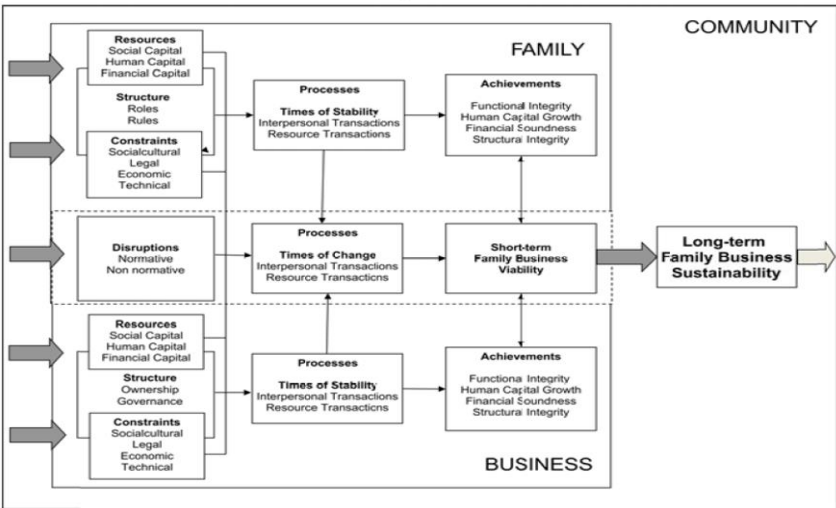 COMMUNITY
FAMILY
Resources
Social Capital
Human Capital
Financial Capital
Structure
Roles
Rules
Constraints
Socialcultural
Legal
Economic
Technical
Processes
Times of Stability
Interpersonal Transactions
Resource Transactions
Achievements
Functional Integrity
Human Capital Growth
Financial Soundness
Structural Integrity
Disruptions
Normative
Non normative
Processes
Times of Change
Interpersonal Transactions
Resource Transactions
Short-term
Family Business
Viability
Long-term
Family Business
Sustainability
Resources
Social Capital
Human Capital
Financial Capital
Structure
Ownership
Governance
Constraints
Socialcultural
Legal
Economic
Technical
Processes
Times of Stability
Interpersonal Transactions
Resource Transactions
Achievements
Functional Integrity
Human Capital Growth
Financial Soundness
Structural Integrity
BUSINESS